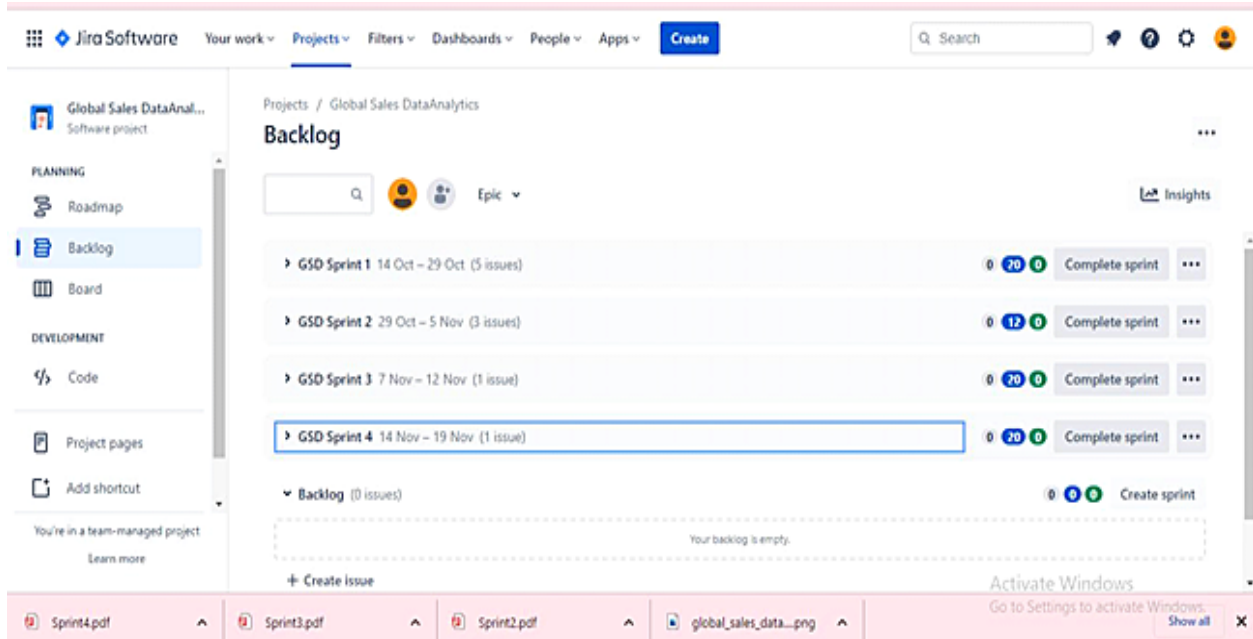 Jira Software Your work Projects Filters Dashboards People Apps Create Search
Global Sales DataAnal...
Software project
PLANNING
Roadmap
Backlog
Board
DEVELOPMENT
Code
Project pages
Add shortcut
You're in a team-managed project
Learn more
Projects / Global Sales DataAnalytics
Backlog
Epic Insights
GSD Sprint 1 14 Oct – 29 Oct (5 issues) 0 20 0 Complete sprint
GSD Sprint 2 29 Oct – 5 Nov (3 issues) 0 12 0 Complete sprint
GSD Sprint 3 7 Nov – 12 Nov (1 issue) 0 20 0 Complete sprint
GSD Sprint 4 14 Nov – 19 Nov (1 issue) 0 20 0 Complete sprint
Backlog (0 issues) 0 0 0 Create sprint
Your backlog is empty.
+ Create issue
Activate Windows
Go to Settings to activate Windows.
Sprint4.pdf Sprint3.pdf Sprint2.pdf global_sales_data....png Show all